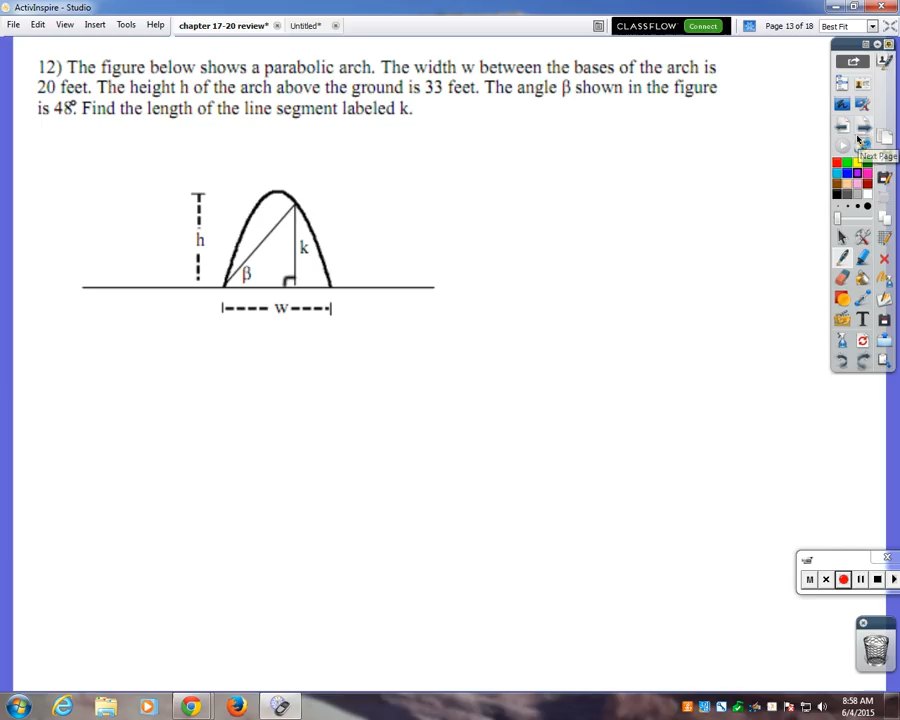 ActivInspire - Studio
File Edit View Insert Tools Help chapter 17-20 review* Untitled* CLASSFLOW Connect Page 13 of 18 Best Fit
12) The figure below shows a parabolic arch. The width w between the bases of the arch is
20 feet. The height h of the arch above the ground is 33 feet. The angle β shown in the figure
is 48°. Find the length of the line segment labeled k.
Next Page
h
k
β
w
T
M
8:58 AM
6/4/2015